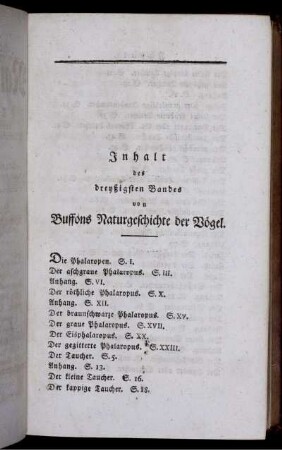 Inhalt
des
dreyßigsten Bandes
von
Buffons Naturgeschichte der Vögel.
Die Phalaropen. S. I.
Der aschgraue Phalaropus. S. III.
Anhang. S. VI.
Der röthliche Phalaropus. S. X.
Anhang. S. XII.
Der braunschwarze Phalaropus. S. XV.
Der graue Phalaropus. S. XVII.
Der Eisphalaropus. S. XX.
Der gezitterte Phalaropus. S. XXIII.
Der Taucher. S. 5.
Anhang. S. 13.
Der kleine Taucher. S. 16.
Der kappige Taucher. S. 18.